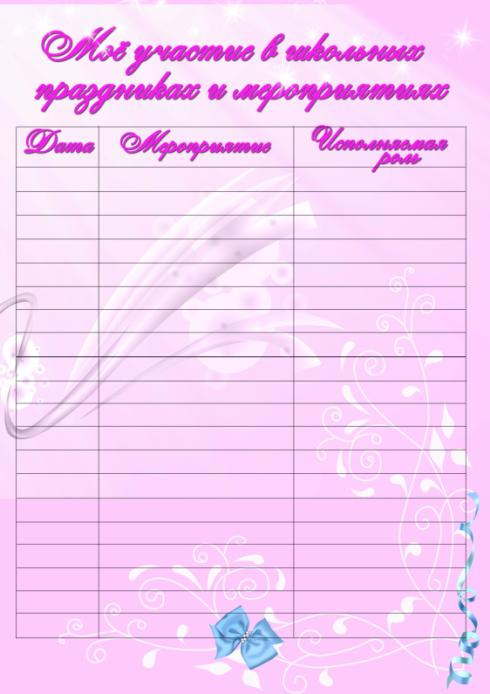 Моё участие в школьных
праздниках и мероприятиях
Дата Мероприятие Исполняемая
роль